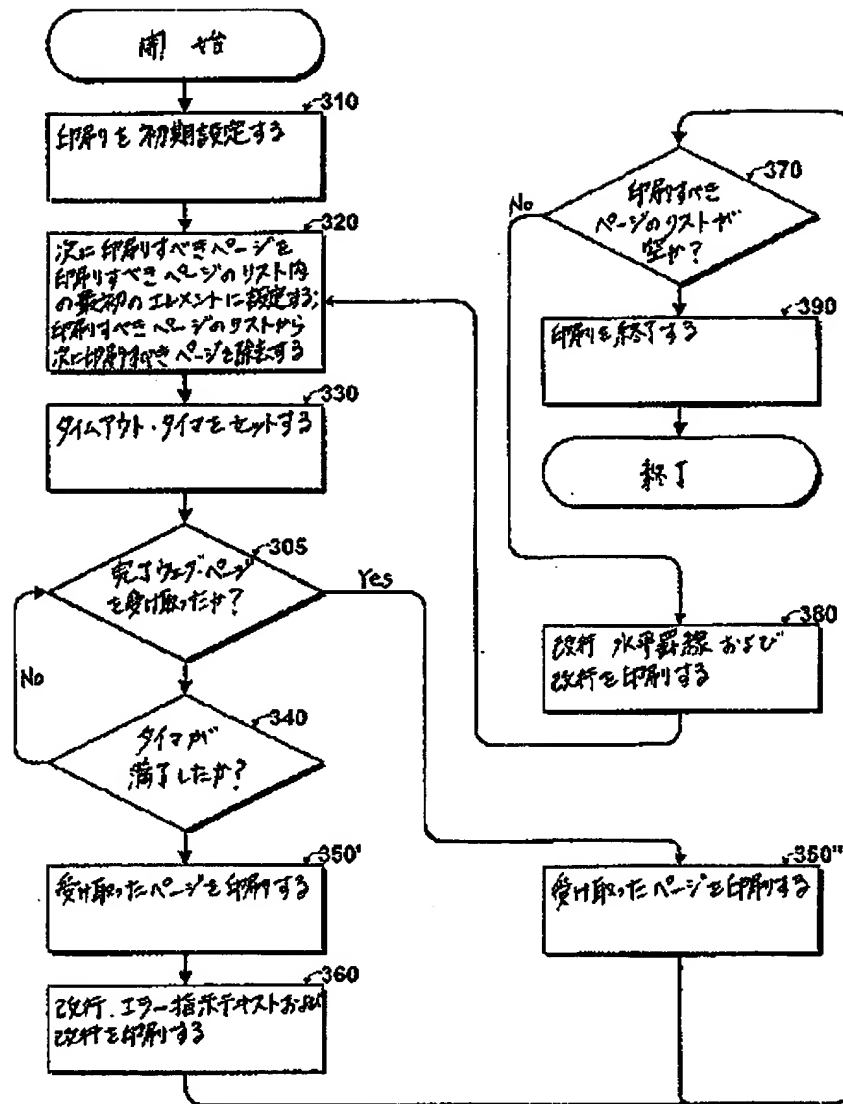 開始
310
印刷りを初期設定する
320
次に印刷りすべきページを
印刷りすべきページのリスト内
の最初のエレメントに設定する;
印刷りすべきページのリストから
次に印刷りすべきページを除去する
330
タイムアウト・タイマをセットする
305
完了ウェブ・ページ
を受け取ったか?
Yes
No
340
タイマが
満了したか?
350'
受け取ったページを印刷りする
360
改行、エラー指示テキストおよび
改行を印刷りする
370
印刷りすべき
ページのリストが
空か?
No
390
印刷りを終了する
終了
380
改行 水平罫線 および
改行を印刷りする
350"
受け取ったページを印刷りする